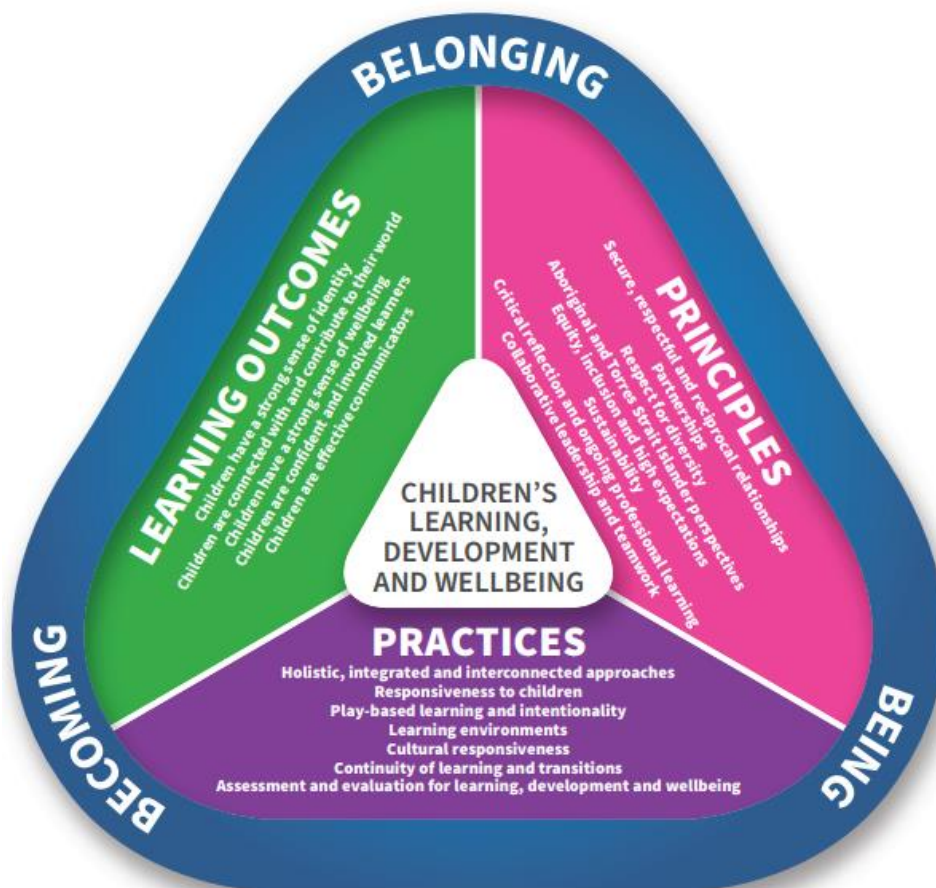 BELONGING
LEARNING OUTCOMES
Children have a strong sense of identity
Children are connected with and contribute to their world
Children have a strong sense of wellbeing
Children are confident and involved learners
Children are effective communicators
PRINCIPLES
Secure, respectful and reciprocal relationships
Partnerships
Respect for diversity
Aboriginal and Torres Strait Islander perspectives
Equity, inclusion and high expectations
Sustainability
Critical reflection and ongoing professional learning
Collaborative leadership and teamwork
CHILDREN’S
LEARNING,
DEVELOPMENT
AND WELLBEING
PRACTICES
Holistic, integrated and interconnected approaches
Responsiveness to children
Play-based learning and intentionality
Learning environments
Cultural responsiveness
Continuity of learning and transitions
Assessment and evaluation for learning, development and wellbeing
BECOMING
BEING